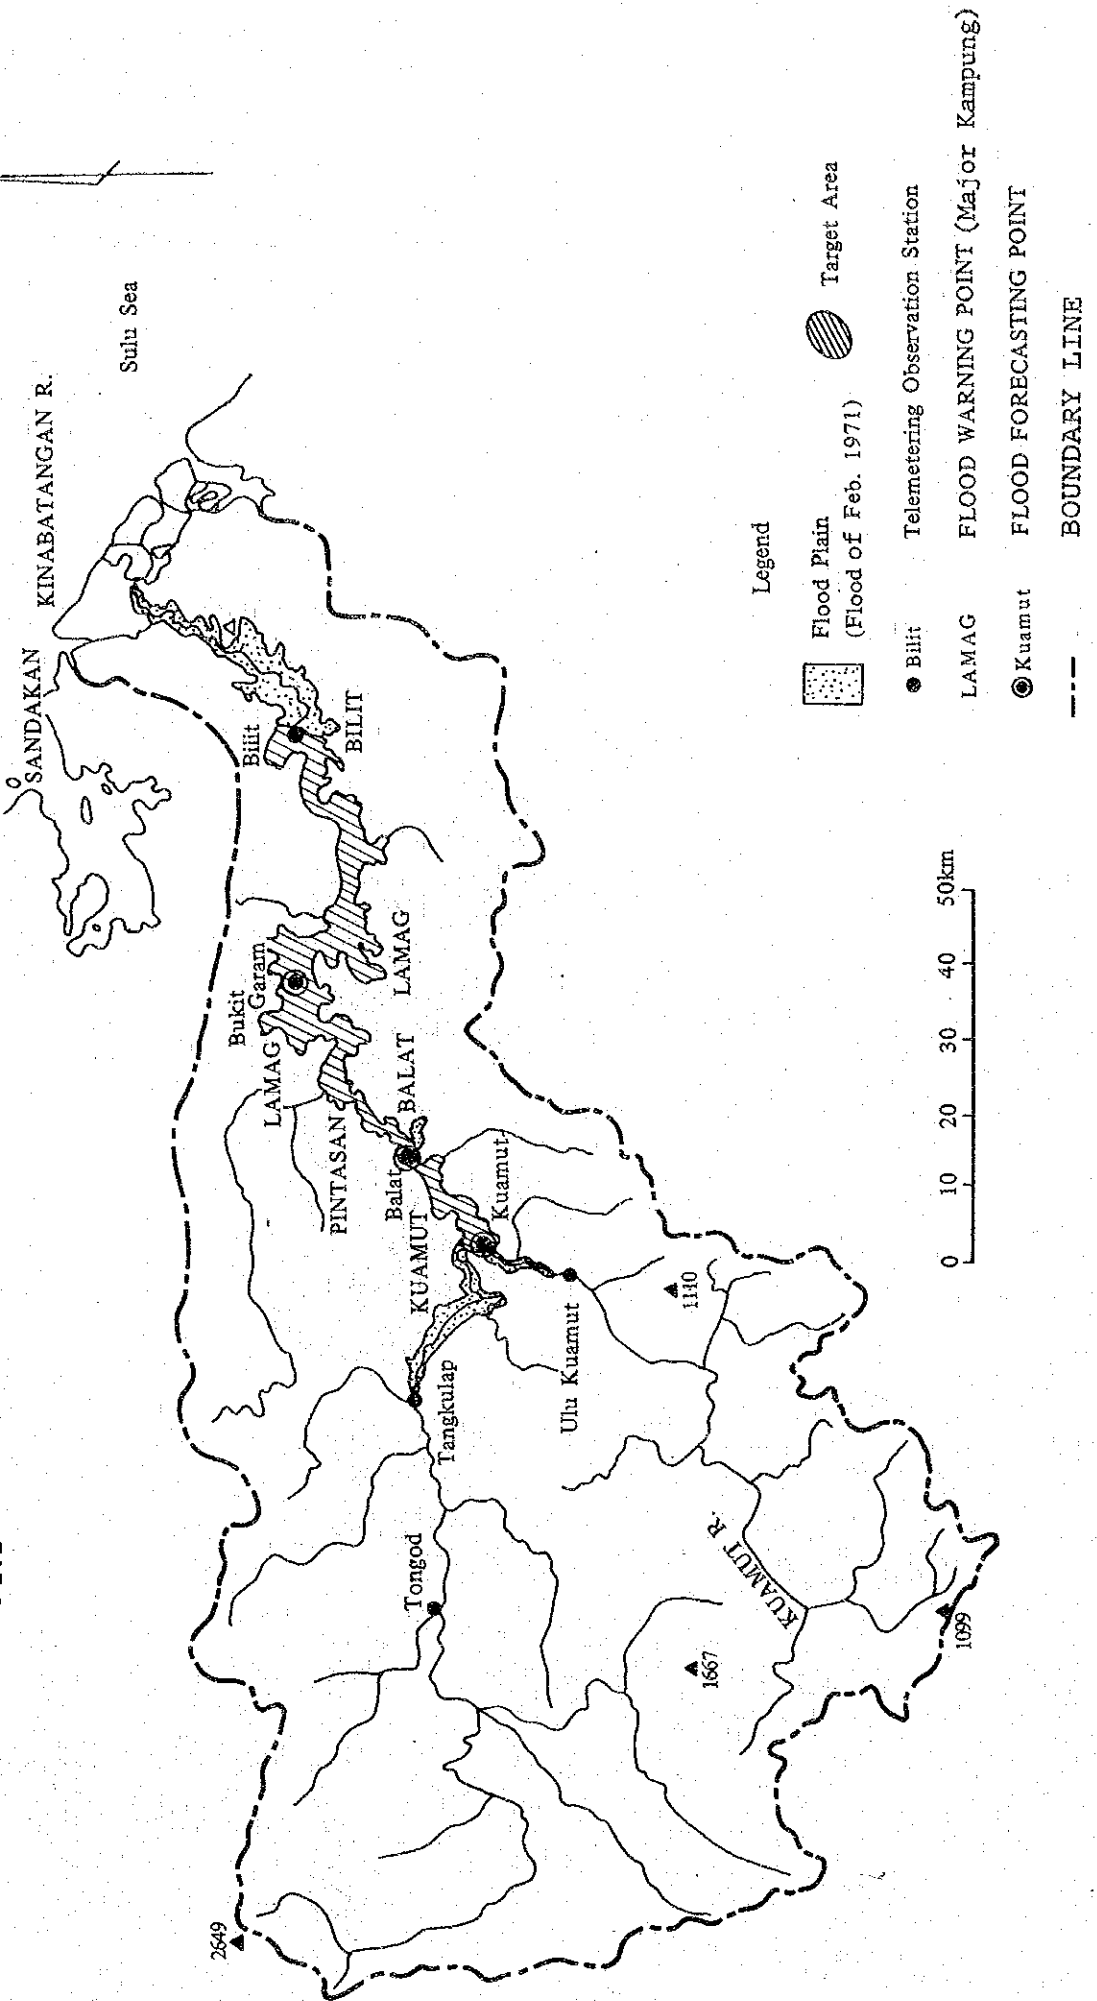 SANDAKAN
KINABATANGAN R.
Sulu Sea
Bilit
BILIT
Bukit
Garam
LAMAG
LAMAG
PINTASAN
BALAT
Balat
KUAMUT
Kuamut
Tangkulap
Ulu Kuamut
Tongod
KUAMUT R.
2649
1667
1099
1140
0 10 20 30 40 50km
Legend
Flood Plain
(Flood of Feb. 1971)
Target Area
Bilit Telemetering Observation Station
LAMAG FLOOD WARNING POINT (Major Kampung)
Kuamut FLOOD FORECASTING POINT
BOUNDARY LINE